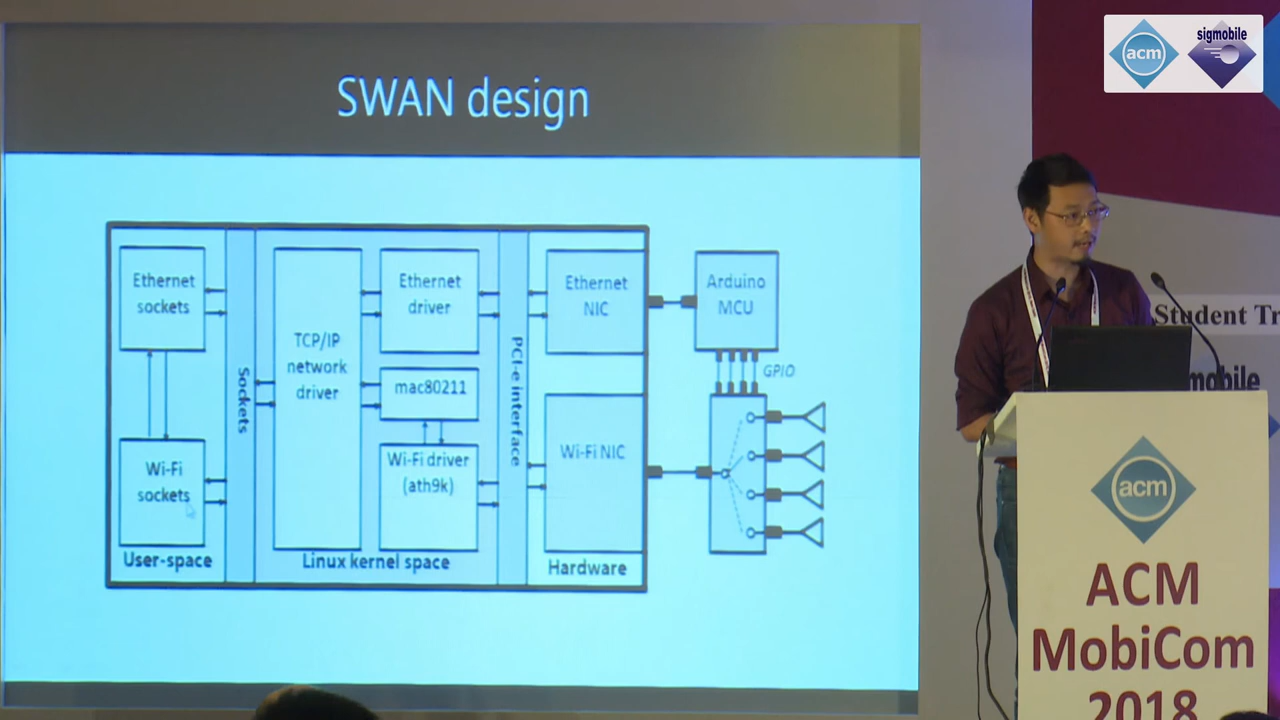 SWAN design
Ethernet
sockets
Wi-Fi
sockets
User-space
Sockets
TCP/IP
network
driver
Ethernet
driver
mac80211
Wi-Fi driver
(ath9k)
Linux kernel space
PCI-e interface
Ethernet
NIC
Wi-Fi NIC
Hardware
Arduino
MCU
GPIO
acm
sigmobile
Student Tr
mobile
acm
ACM
MobiCom
2018